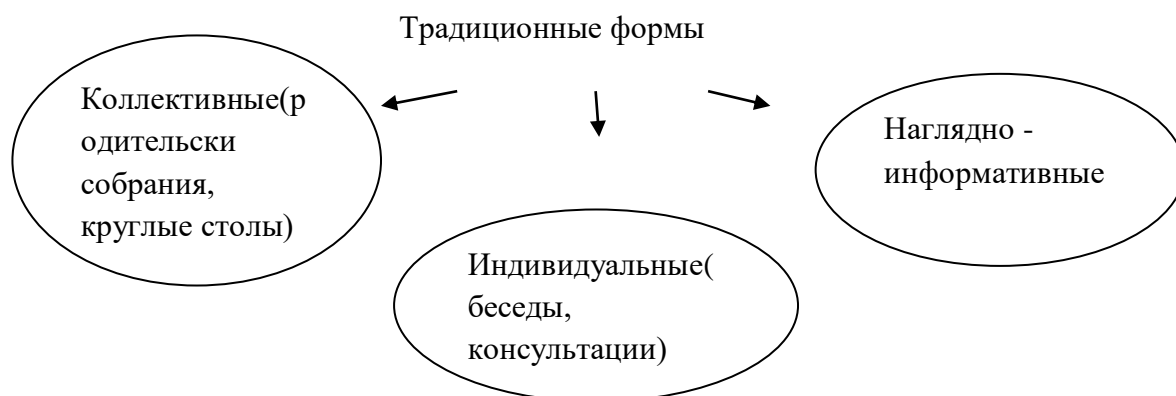 Традиционные формы
Коллективные(р
одительски
собрания,
круглые столы)
Индивидуальные(
беседы,
консультации)
Наглядно -
информативные